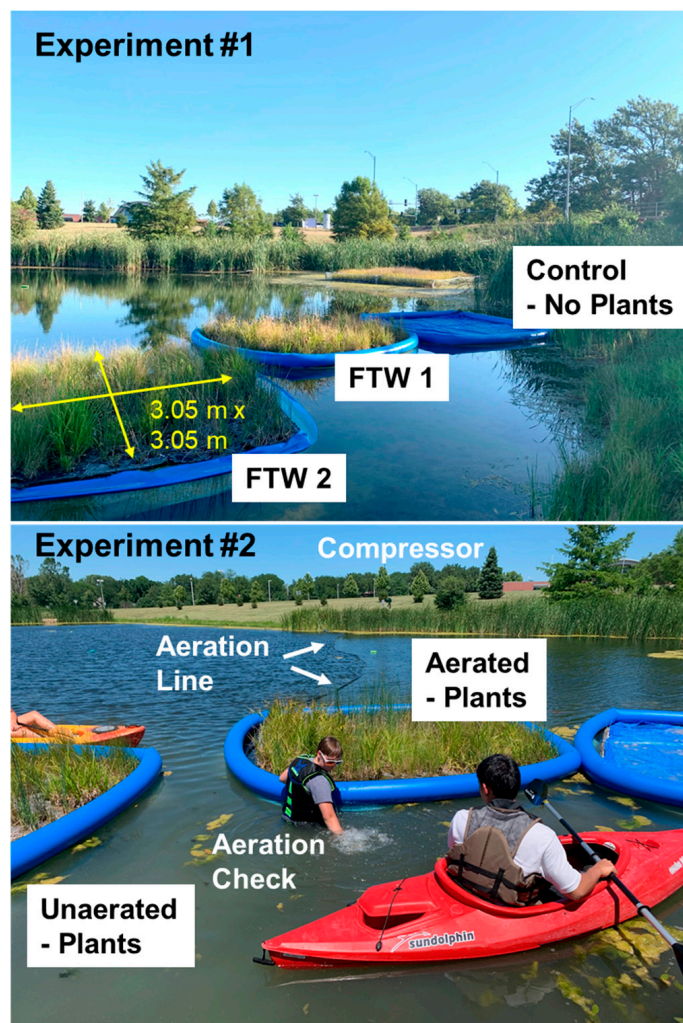 Experiment #1
Control
- No Plants
FTW 1
3.05 m x
3.05 m
FTW 2
Experiment #2
Compressor
Aeration
Line
Aerated
- Plants
Aeration
Check
Unaerated
- Plants
sundolphin